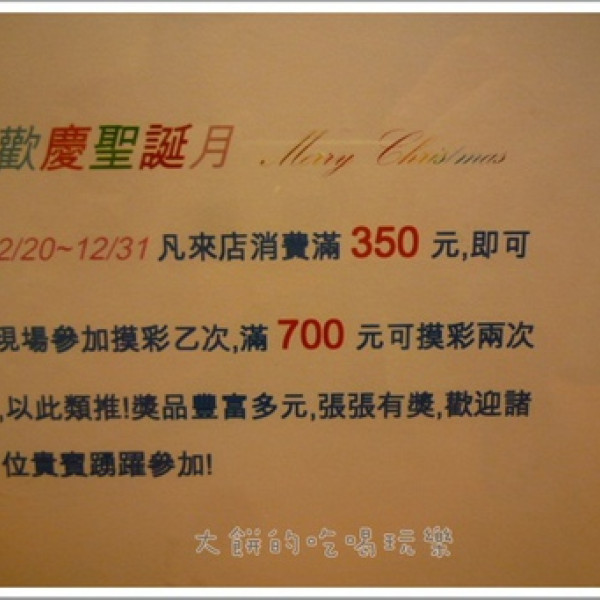 歡慶聖誕月 Merry Christmas
2/20~12/31 凡來店消費滿 350 元,即可
現場參加摸彩乙次,滿 700 元可摸彩兩次
,以此類推!獎品豐富多元,張張有獎,歡迎諸
位貴賓踴躍參加!
大餅的吃喝玩樂